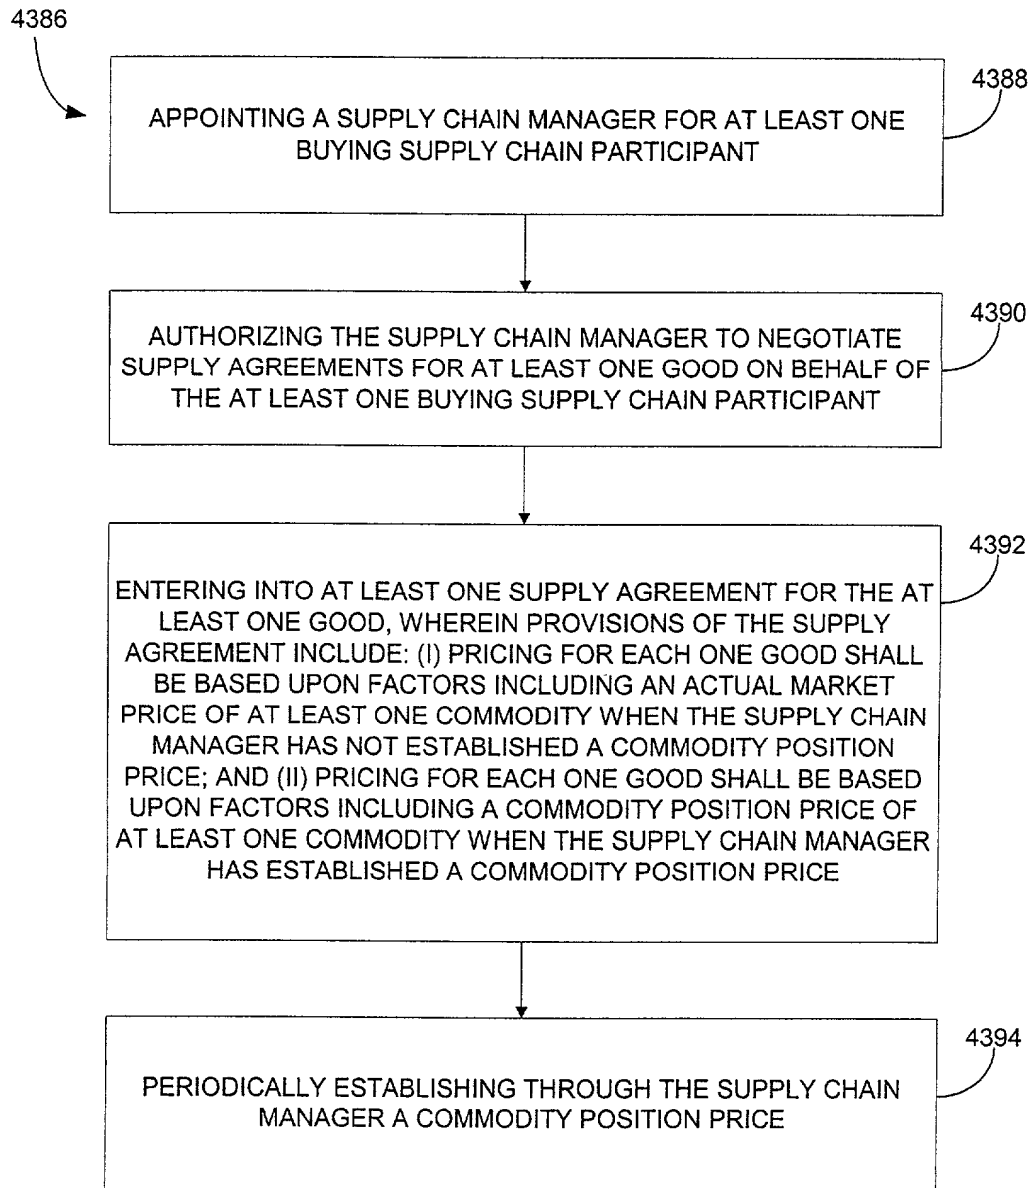 4386
4388
APPOINTING A SUPPLY CHAIN MANAGER FOR AT LEAST ONE
BUYING SUPPLY CHAIN PARTICIPANT
4390
AUTHORIZING THE SUPPLY CHAIN MANAGER TO NEGOTIATE
SUPPLY AGREEMENTS FOR AT LEAST ONE GOOD ON BEHALF OF
THE AT LEAST ONE BUYING SUPPLY CHAIN PARTICIPANT
4392
ENTERING INTO AT LEAST ONE SUPPLY AGREEMENT FOR THE AT
LEAST ONE GOOD, WHEREIN PROVISIONS OF THE SUPPLY
AGREEMENT INCLUDE: (I) PRICING FOR EACH ONE GOOD SHALL
BE BASED UPON FACTORS INCLUDING AN ACTUAL MARKET
PRICE OF AT LEAST ONE COMMODITY WHEN THE SUPPLY CHAIN
MANAGER HAS NOT ESTABLISHED A COMMODITY POSITION
PRICE; AND (II) PRICING FOR EACH ONE GOOD SHALL BE BASED
UPON FACTORS INCLUDING A COMMODITY POSITION PRICE OF
AT LEAST ONE COMMODITY WHEN THE SUPPLY CHAIN MANAGER
HAS ESTABLISHED A COMMODITY POSITION PRICE
4394
PERIODICALLY ESTABLISHING THROUGH THE SUPPLY CHAIN
MANAGER A COMMODITY POSITION PRICE